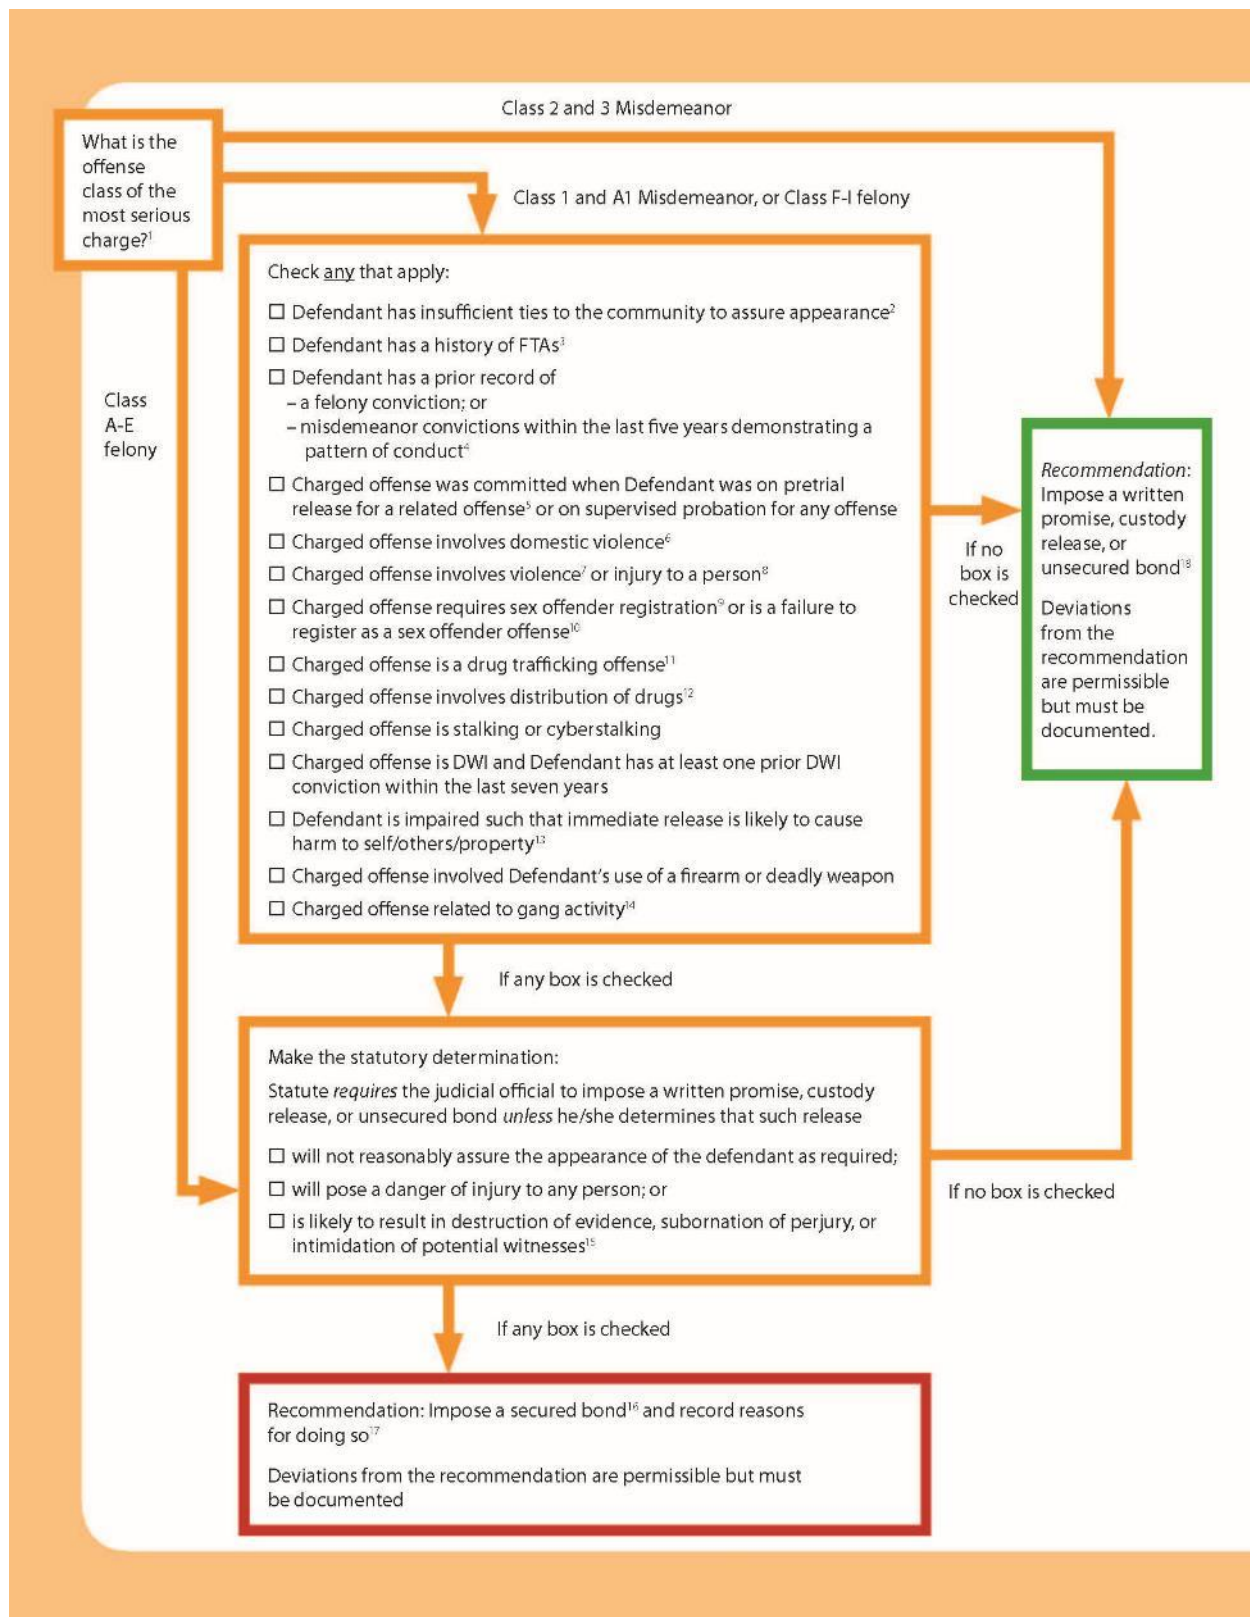 Class 2 and 3 Misdemeanor
What is the
offense
class of the
most serious
charge?¹
Class 1 and A1 Misdemeanor, or Class F-I felony
Check any that apply:
☐ Defendant has insufficient ties to the community to assure appearance²
☐ Defendant has a history of FTAs³
☐ Defendant has a prior record of
– a felony conviction; or
– misdemeanor convictions within the last five years demonstrating a
pattern of conduct⁴
☐ Charged offense was committed when Defendant was on pretrial
release for a related offense⁵ or on supervised probation for any offense
☐ Charged offense involves domestic violence⁶
☐ Charged offense involves violence⁷ or injury to a person⁸
☐ Charged offense requires sex offender registration⁹ or is a failure to
register as a sex offender offense¹⁰
☐ Charged offense is a drug trafficking offense¹¹
☐ Charged offense involves distribution of drugs¹²
☐ Charged offense is stalking or cyberstalking
☐ Charged offense is DWI and Defendant has at least one prior DWI
conviction within the last seven years
☐ Defendant is impaired such that immediate release is likely to cause
harm to self/others/property¹³
☐ Charged offense involved Defendant's use of a firearm or deadly weapon
☐ Charged offense related to gang activity¹⁴
Class
A-E
felony
If no
box is
checked
Recommendation:
Impose a written
promise, custody
release, or
unsecured bond¹⁸
Deviations
from the
recommendation
are permissible
but must be
documented.
If any box is checked
Make the statutory determination:
Statute requires the judicial official to impose a written promise, custody
release, or unsecured bond unless he/she determines that such release
☐ will not reasonably assure the appearance of the defendant as required;
☐ will pose a danger of injury to any person; or
☐ is likely to result in destruction of evidence, subornation of perjury, or
intimidation of potential witnesses¹⁵
If no box is checked
If any box is checked
Recommendation: Impose a secured bond¹⁶ and record reasons
for doing so¹⁷
Deviations from the recommendation are permissible but must
be documented